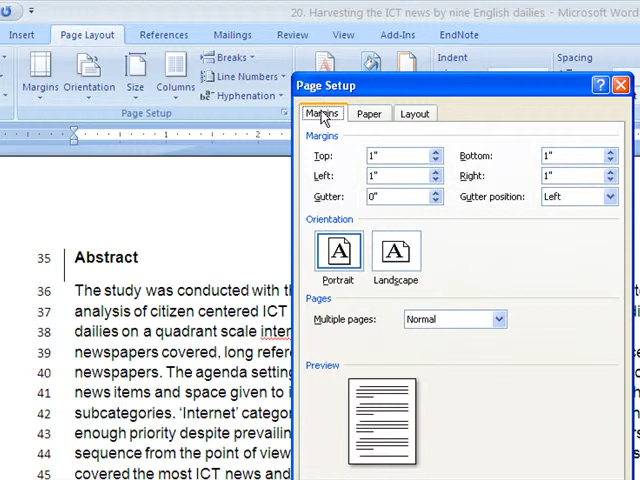 20. Harvesting the ICT news by nine English dailies - Microsoft Word
Insert Page Layout References Mailings Review View Add-Ins EndNote
Margins Orientation Size Columns
Breaks
Line Numbers
Hyphenation
Indent Spacing
Page Setup
Page Setup
Margins Paper Layout
Margins
Top: 1" Bottom: 1"
Left: 1" Right: 1"
Gutter: 0" Gutter position: Left
Orientation
Portrait Landscape
Pages
Multiple pages: Normal
Preview
35 Abstract
36 The study was conducted with th
37 analysis of citizen centered ICT
38 dailies on a quadrant scale inter
39 newspapers covered, long refer
40 newspapers. The agenda setting
41 news items and space given to i
42 subcategories. ‘Internet’ categor
43 enough priority despite prevailin
44 sequence from the point of view
45 covered the most ICT news and